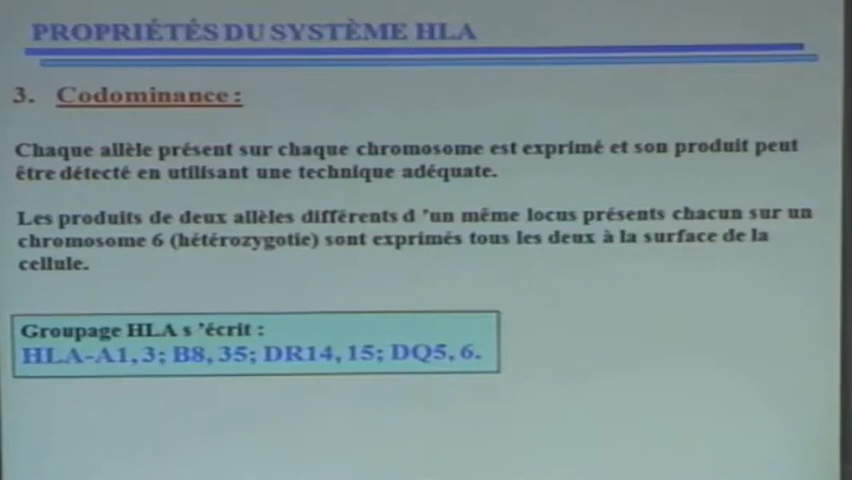 PROPRIÉTÉS DU SYSTÈME HLA
3. Codominance :
Chaque allèle présent sur chaque chromosome est exprimé et son produit peut
être détecté en utilisant une technique adéquate.
Les produits de deux allèles différents d ’un même locus présents chacun sur un
chromosome 6 (hétérozygotie) sont exprimés tous les deux à la surface de la
cellule.
Groupage HLA s ’écrit :
HLA-A1,3; B8, 35; DR14, 15; DQ5, 6.